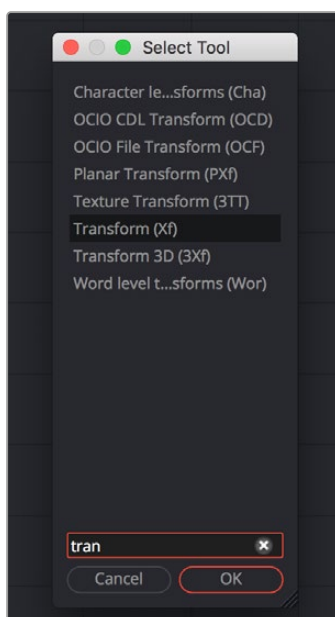 Select Tool
Character le...sforms (Cha)
OCIO CDL Transform (OCD)
OCIO File Transform (OCF)
Planar Transform (PXf)
Texture Transform (3TT)
Transform (Xf)
Transform 3D (3Xf)
Word level t...sforms (Wor)
tran
Cancel OK